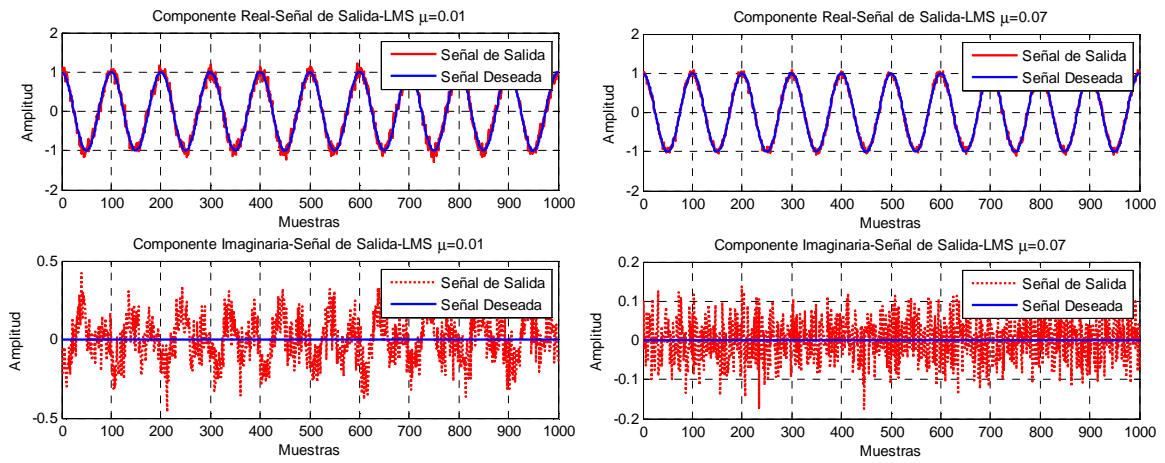 Componente Real-Señal de Salida-LMS μ=0.01
2
1
0
-1
-2
Amplitud
Señal de Salida
Señal Deseada
0 100 200 300 400 500 600 700 800 900 1000
Muestras
Componente Real-Señal de Salida-LMS μ=0.07
2
1
0
-1
-2
Amplitud
Señal de Salida
Señal Deseada
0 100 200 300 400 500 600 700 800 900 1000
Muestras
Componente Imaginaria-Señal de Salida-LMS μ=0.01
0.5
0
-0.5
Amplitud
Señal de Salida
Señal Deseada
0 100 200 300 400 500 600 700 800 900 1000
Muestras
Componente Imaginaria-Señal de Salida-LMS μ=0.07
0.2
0.1
0
-0.1
-0.2
Amplitud
Señal de Salida
Señal Deseada
0 100 200 300 400 500 600 700 800 900 1000
Muestras